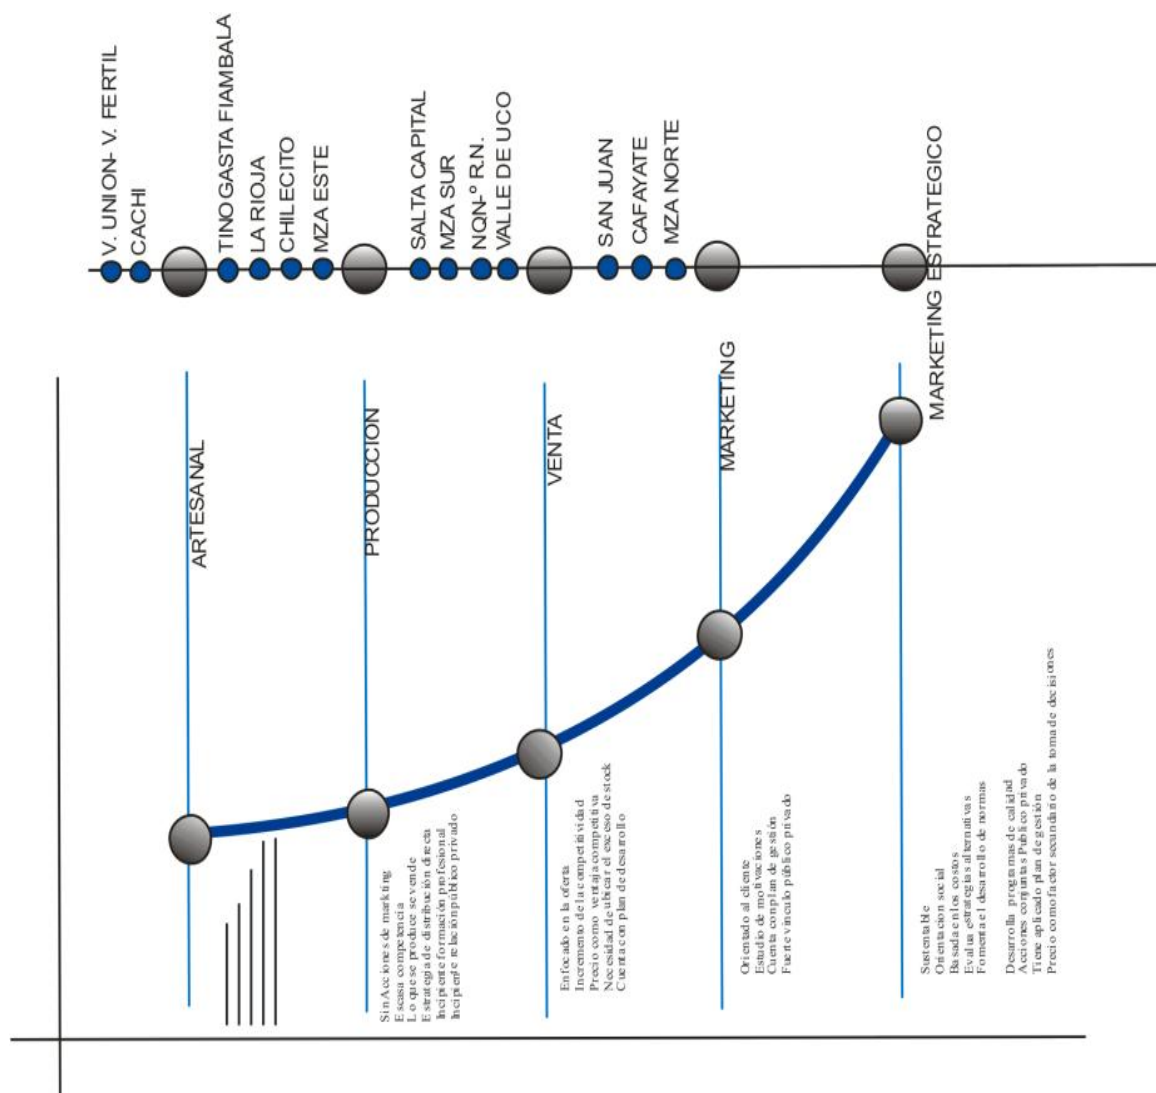 V. UNION- V. FERTIL
CACHI
TINOGASTA FIAMBALA
LA RIOJA
CHILECITO
MZA ESTE
SALTA CAPITAL
MZA SUR
NQN-º R.N.
VALLE DE UCO
SAN JUAN
CAFAYATE
MZA NORTE
ARTESANAL
PRODUCCION
VENTA
MARKETING
MARKETING ESTRATEGICO
Sin Acciones de markting
Escasa competencia
Lo que se produce se vende
Estrategia de distribución directa
Incipiente formación profesional
Incipiente relación público privado
Enfocado en la oferta
Incremento de la competitividad
Precio como ventaja competitiva
Necesidad de ubicar el exceso de stock
Cuenta con plan de desarrollo
Orientado al cliente
Estudio de motivaciones
Cuenta con plan de gestión
Fuerte vínculo público privado
Sustentable
Orientacion social
Basada en los costos
Evalua estrategias alternativas
Fomenta el desarrollo de normas
Desarrolla programas de calidad
Acciones conjuntas Publico privado
Tiene aplicado plan de gestión
Precio como factor secundario de la toma de decisiones